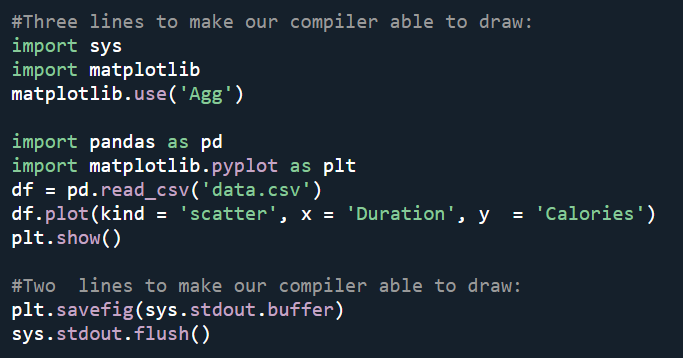 #Three lines to make our compiler able to draw:
import sys
import matplotlib
matplotlib.use('Agg')
import pandas as pd
import matplotlib.pyplot as plt
df = pd.read_csv('data.csv')
df.plot(kind = 'scatter', x = 'Duration', y  = 'Calories')
plt.show()
#Two  lines to make our compiler able to draw:
plt.savefig(sys.stdout.buffer)
sys.stdout.flush()